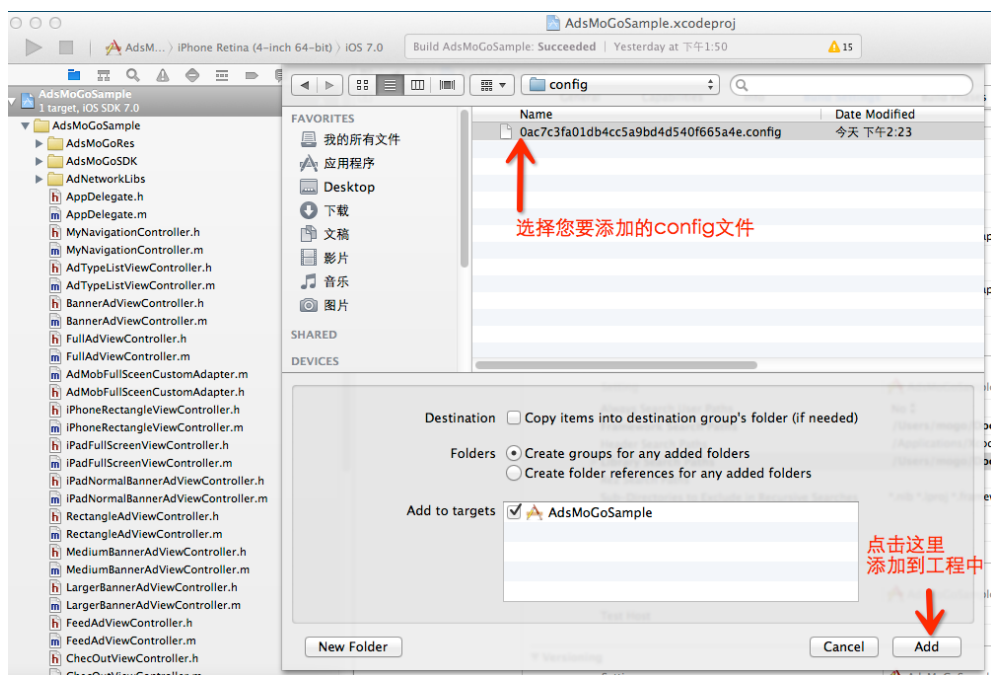 AdsMoGoSample.xcodeproj
AdsM... 〉 iPhone Retina (4-inch 64-bit) 〉 iOS 7.0
Build AdsMoGoSample: Succeeded | Yesterday at 下午1:50
15
AdsMoGoSample
1 target, iOS SDK 7.0
AdsMoGoSample
AdsMoGoRes
AdsMoGoSDK
AdNetworkLibs
h AppDelegate.h
m AppDelegate.m
h MyNavigationController.h
m MyNavigationController.m
h AdTypeListViewController.h
m AdTypeListViewController.m
h BannerAdViewController.h
m BannerAdViewController.m
h FullAdViewController.h
m FullAdViewController.m
m AdMobFullSceenCustomAdapter.m
h AdMobFullSceenCustomAdapter.h
h iPhoneRectangleViewController.h
m iPhoneRectangleViewController.m
h iPadFullScreenViewController.h
m iPadFullScreenViewController.m
h iPadNormalBannerAdViewController.h
m iPadNormalBannerAdViewController.m
h RectangleAdViewController.h
m RectangleAdViewController.m
h MediumBannerAdViewController.h
m MediumBannerAdViewController.m
h LargerBannerAdViewController.h
m LargerBannerAdViewController.m
h FeedAdViewController.h
m FeedAdViewController.m
h ChecOutViewController.h
config
FAVORITES
我的所有文件
应用程序
Desktop
下载
文稿
影片
音乐
图片
SHARED
DEVICES
Name Date Modified
0ac7c3fa01db4cc5a9bd4d540f665a4e.config 今天 下午2:23
选择您要添加的config文件
Destination Copy items into destination group's folder (if needed)
Folders Create groups for any added folders
Create folder references for any added folders
Add to targets AdsMoGoSample
点击这里
添加到工程中
New Folder Cancel Add